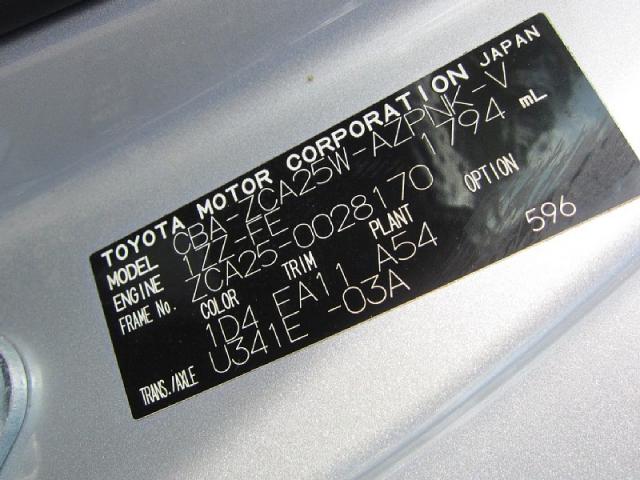 TOYOTA MOTOR CORPORATION JAPAN
MODEL CBA-ZCA25W-AZPNK-V
ENGINE 1ZZ-FE 1794 mL
FRAME No. ZCA25-0028170
COLOR TRIM PLANT OPTION
1D4 FA11 A54
TRANS./AXLE U341E -03A
596